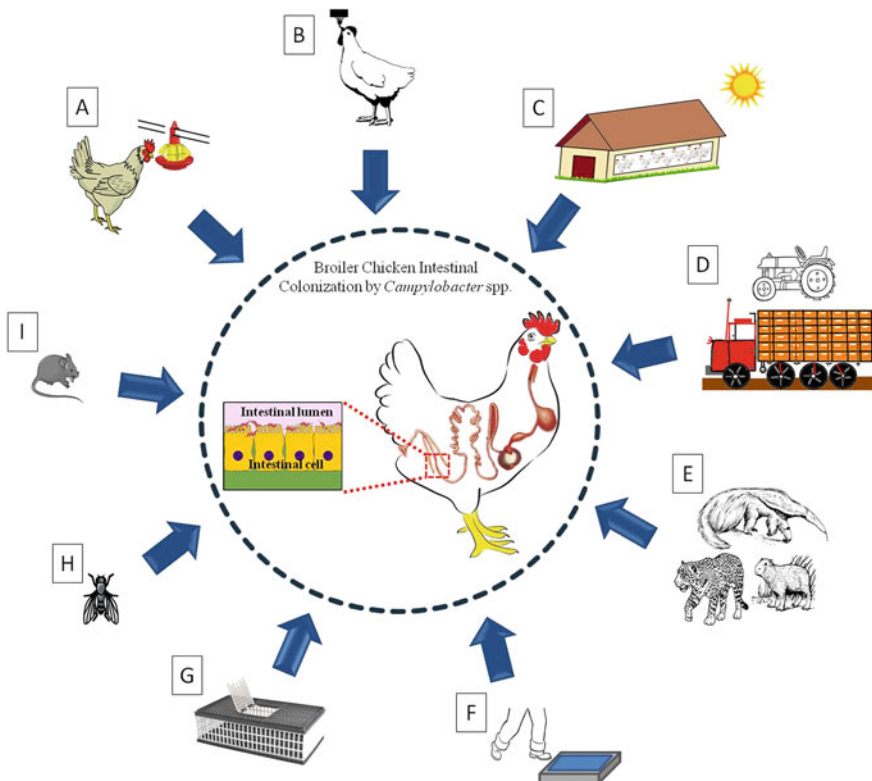 B
A
C
Broiler Chicken Intestinal
Colonization by Campylobacter spp.
D
I
Intestinal lumen
Intestinal cell
E
H
G
F